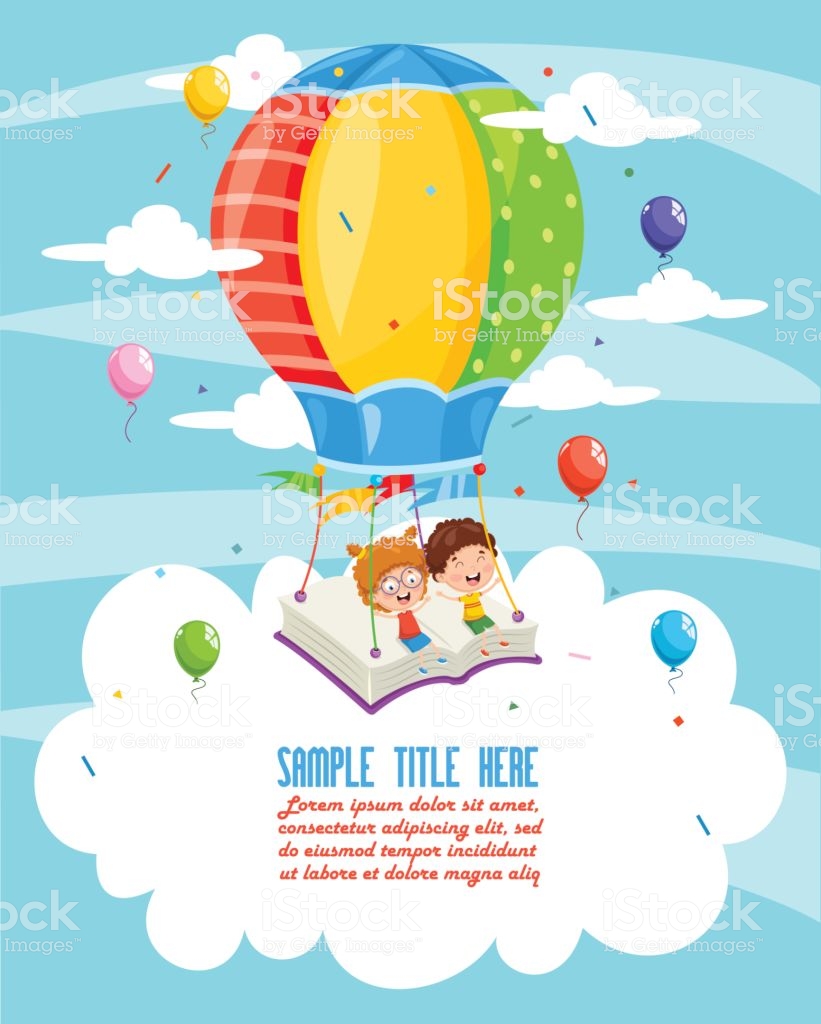 iStock
by Getty Images™
SAMPLE TITLE HERE
Lorem ipsum dolor sit amet,
consectetur adipiscing elit, sed
do eiusmod tempor incididunt
ut labore et dolore magna aliq